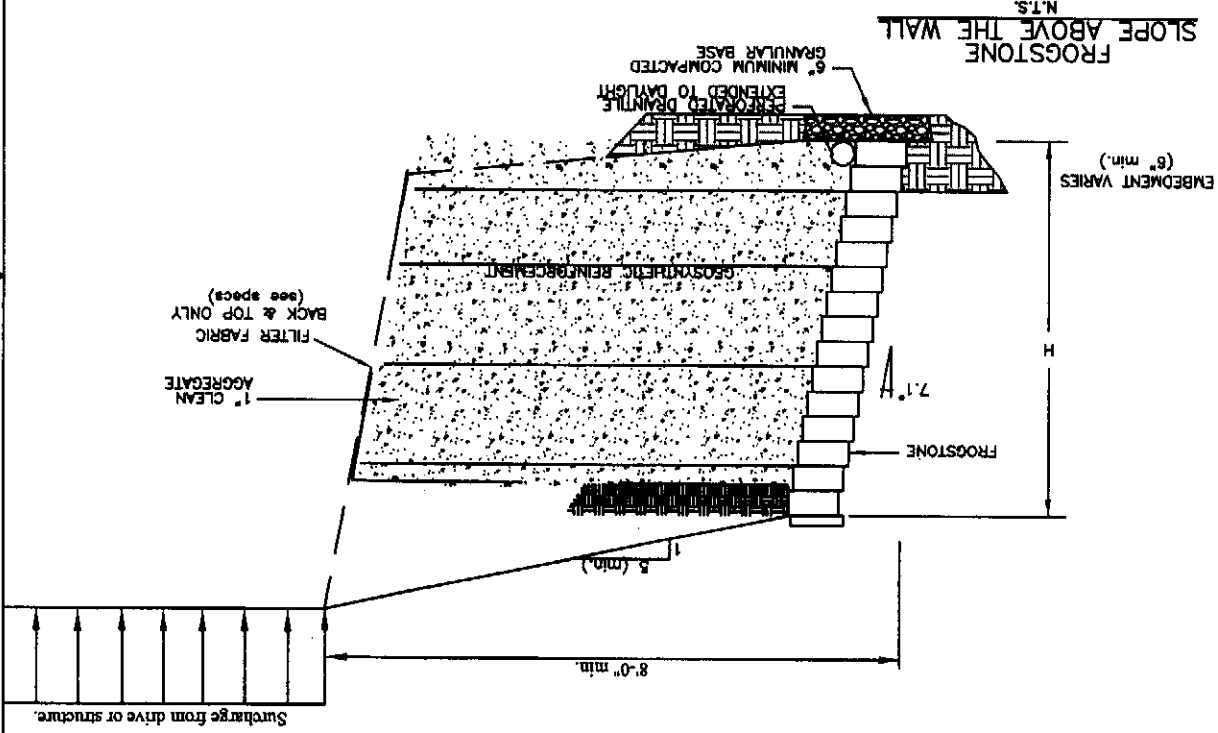 Surcharge from drive or structure.
8'-0" min.
5 (min.)
1
FROGSTONE
7.1°
H
1" CLEAN
AGGREGATE
FILTER FABRIC
BACK & TOP ONLY
(see specs)
GEOSYNTHETIC REINFORCEMENT
EMBEDMENT VARIES
(6" min.)
PERFORATED DRAINTILE
EXTENDED TO DAYLIGHT
6" MINIMUM COMPACTED
GRANULAR BASE
FROGSTONE
SLOPE ABOVE THE WALL
N.T.S.